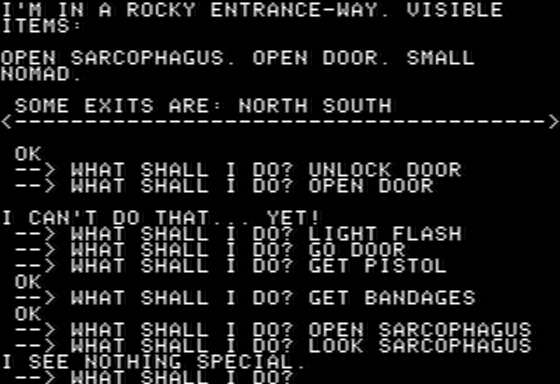 I'M IN A ROCKY ENTRANCE-WAY. VISIBLE
ITEMS:
OPEN SARCOPHAGUS. OPEN DOOR. SMALL
NOMAD.
SOME EXITS ARE: NORTH SOUTH
<-------------------------------------->
OK
--> WHAT SHALL I DO? UNLOCK DOOR
--> WHAT SHALL I DO? OPEN DOOR
I CAN'T DO THAT... YET!
--> WHAT SHALL I DO? LIGHT FLASH
--> WHAT SHALL I DO? GO DOOR
--> WHAT SHALL I DO? GET PISTOL
OK
--> WHAT SHALL I DO? GET BANDAGES
OK
--> WHAT SHALL I DO? OPEN SARCOPHAGUS
--> WHAT SHALL I DO? LOOK SARCOPHAGUS
I SEE NOTHING SPECIAL.
--> WHAT SHALL I DO?